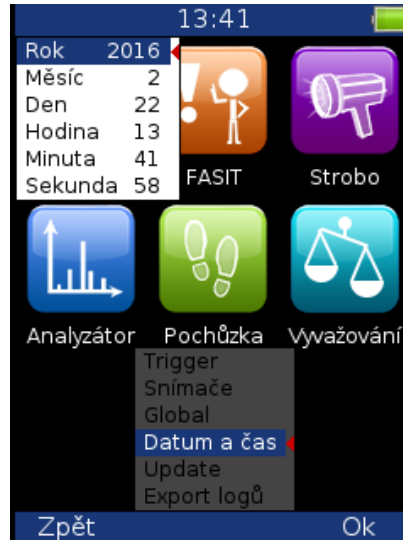 13:41
Rok 2016
Měsíc 2
Den 22
Hodina 13
Minuta 41
Sekunda 58
FASIT
Strobo
Analyzátor
Pochůzka
Vyvažování
Trigger
Snímače
Global
Datum a čas
Update
Export logů
Zpět
Ok